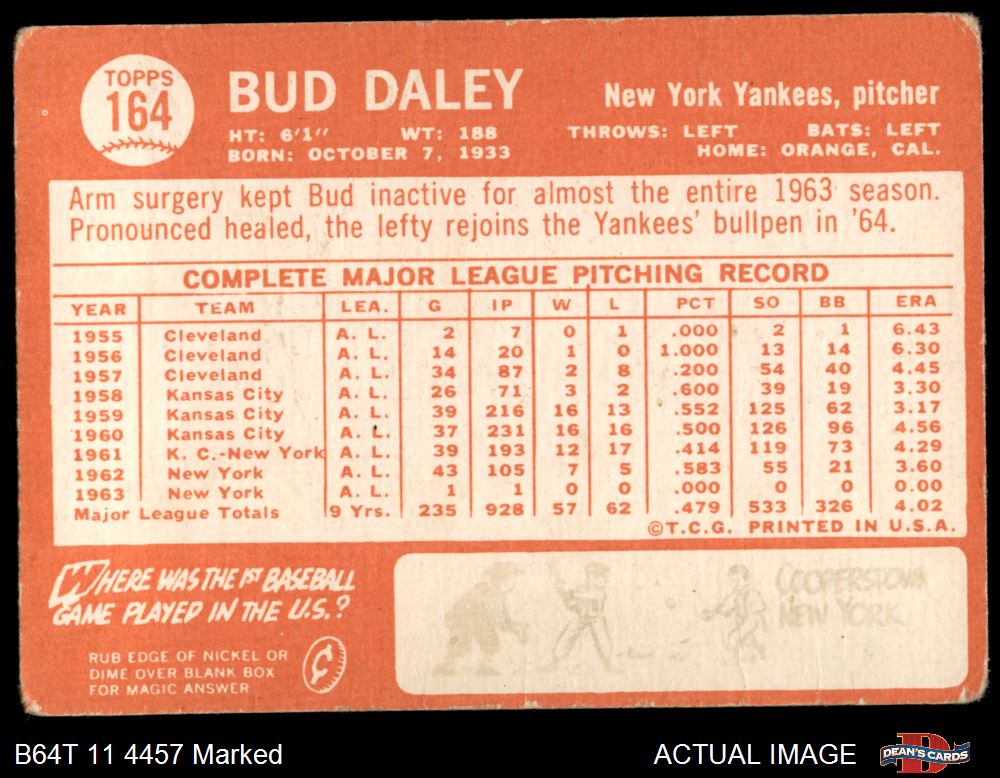 TOPPS
164
BUD DALEY
New York Yankees, pitcher
HT: 6'1" WT: 188 THROWS: LEFT BATS: LEFT
BORN: OCTOBER 7, 1933 HOME: ORANGE, CAL.
Arm surgery kept Bud inactive for almost the entire 1963 season.
Pronounced healed, the lefty rejoins the Yankees' bullpen in '64.
COMPLETE MAJOR LEAGUE PITCHING RECORD
YEAR TEAM LEA. G IP W L PCT SO BB ERA
1955 Cleveland A. L. 2 7 0 1 .000 2 1 6.43
1956 Cleveland A. L. 14 20 1 0 1.000 13 14 6.30
1957 Cleveland A. L. 34 87 2 8 .200 54 40 4.45
1958 Kansas City A. L. 26 71 3 2 .600 39 19 3.30
1959 Kansas City A. L. 39 216 16 13 .552 125 62 3.17
1960 Kansas City A. L. 37 231 16 16 .500 126 96 4.56
1961 K. C.-New York A. L. 39 193 12 17 .414 119 73 4.29
1962 New York A. L. 43 105 7 5 .583 55 21 3.60
1963 New York A. L. 1 1 0 0 .000 0 0 0.00
Major League Totals 9 Yrs. 235 928 57 62 .479 533 326 4.02
©T.C.G. PRINTED IN U.S.A.
WHERE WAS THE 1ST BASEBALL
GAME PLAYED IN THE U.S.?
RUB EDGE OF NICKEL OR
DIME OVER BLANK BOX
FOR MAGIC ANSWER
¢
COOPERSTOWN
NEW YORK
B64T 11 4457 Marked
ACTUAL IMAGE
DEAN'S CARDS